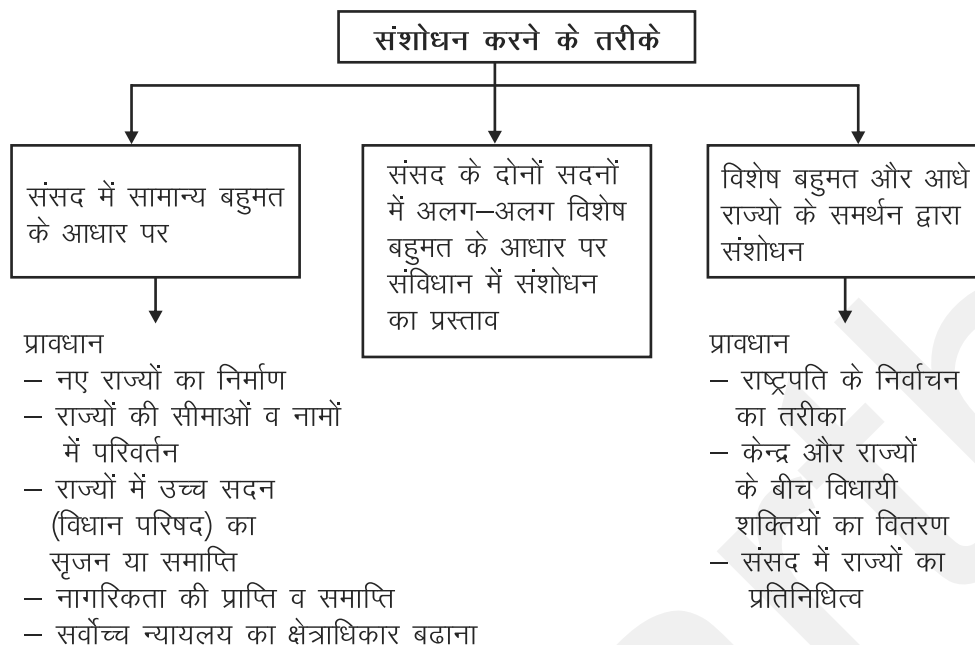 संशोधन करने के तरीके
संसद में सामान्य बहुमत
के आधार पर
संसद के दोनों सदनों
में अलग–अलग विशेष
बहुमत के आधार पर
संविधान में संशोधन
का प्रस्ताव
विशेष बहुमत और आधे
राज्यो के समर्थन द्वारा
संशोधन
प्रावधान
– नए राज्यों का निर्माण
– राज्यों की सीमाओं व नामों
में परिवर्तन
– राज्यों में उच्च सदन
(विधान परिषद) का
सृजन या समाप्ति
– नागरिकता की प्राप्ति व समाप्ति
– सर्वोच्च न्यायलय का क्षेत्राधिकार बढाना
प्रावधान
– राष्ट्रपति के निर्वाचन
का तरीका
– केन्द्र और राज्यों
के बीच विधायी
शक्तियों का वितरण
– संसद में राज्यों का
प्रतिनिधित्व